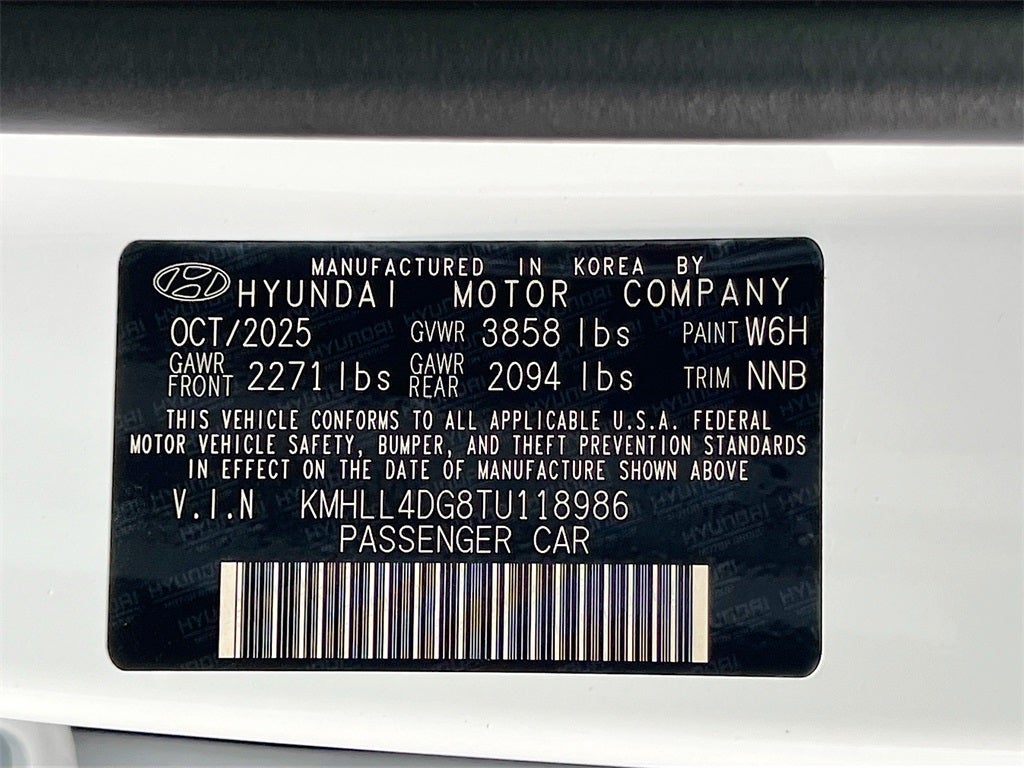 MANUFACTURED IN KOREA BY
HYUNDAI MOTOR COMPANY
OCT/2025 GVWR 3858 lbs PAINT W6H
GAWR FRONT 2271 lbs GAWR REAR 2094 lbs TRIM NNB
THIS VEHICLE CONFORMS TO ALL APPLICABLE U.S.A. FEDERAL
MOTOR VEHICLE SAFETY, BUMPER, AND THEFT PREVENTION STANDARDS
IN EFFECT ON THE DATE OF MANUFACTURE SHOWN ABOVE
V.I.N KMHLL4DG8TU118986
PASSENGER CAR